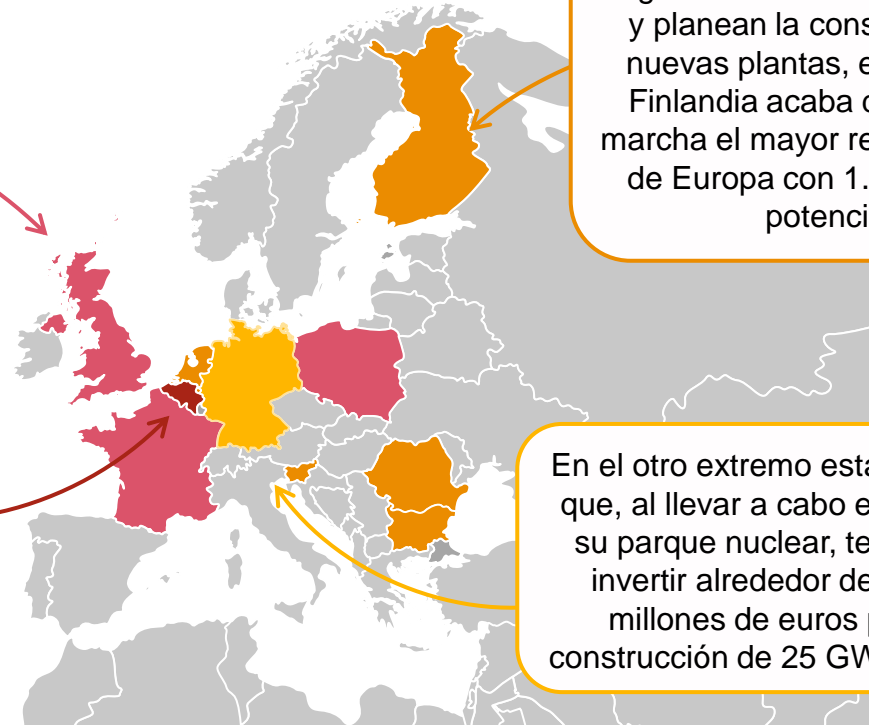 y planean la cons
nuevas plantas, e
Finlandia acaba
marcha el mayor re
de Europa con 1.
potenci
En el otro extremo está
que, al llevar a cabo e
su parque nuclear, te
invertir alrededor de
millones de euros
construcción de 25 GW